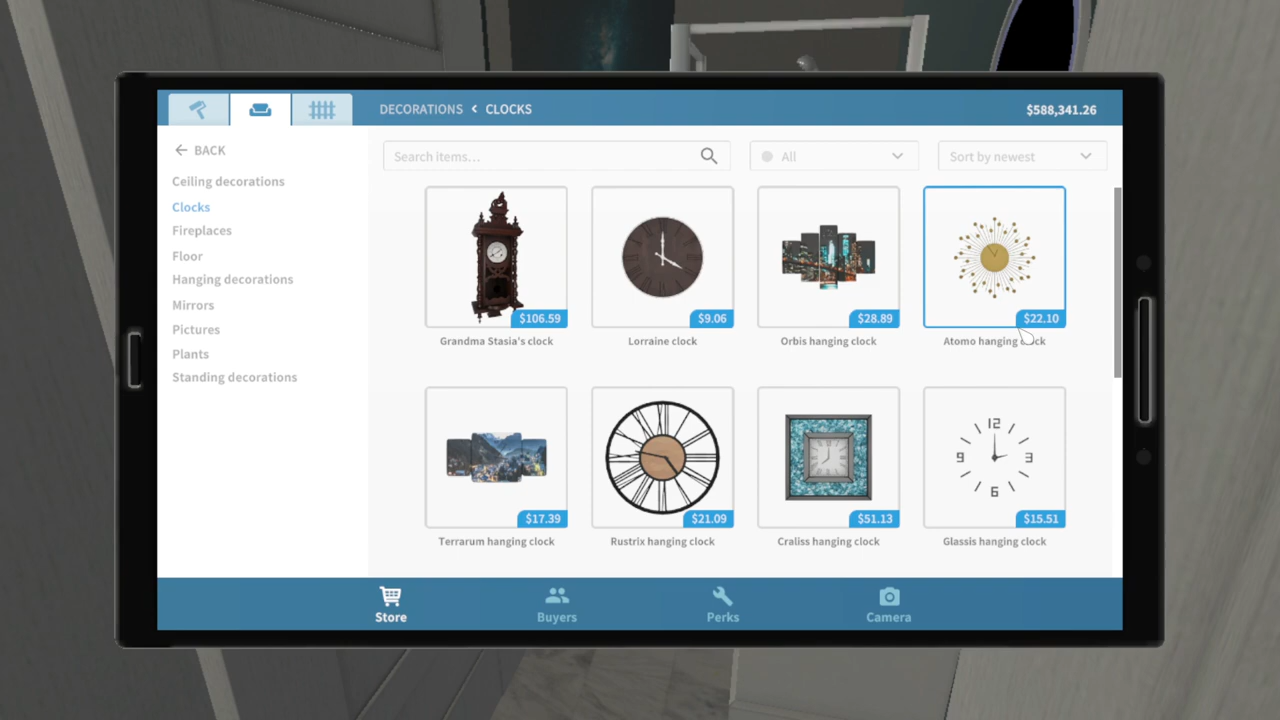 DECORATIONS < CLOCKS
$588,341.26
BACK
Search items...
All
Sort by newest
Ceiling decorations
Clocks
Fireplaces
Floor
Hanging decorations
Mirrors
Pictures
Plants
Standing decorations
$106.59
$9.06
$28.89
$22.10
Grandma Stasia's clock
Lorraine clock
Orbis hanging clock
Atomo hanging clock
12
9
3
6
$17.39
$21.09
$51.13
$15.51
Terrarum hanging clock
Rustrix hanging clock
Craliss hanging clock
Glassis hanging clock
Store
Buyers
Perks
Camera